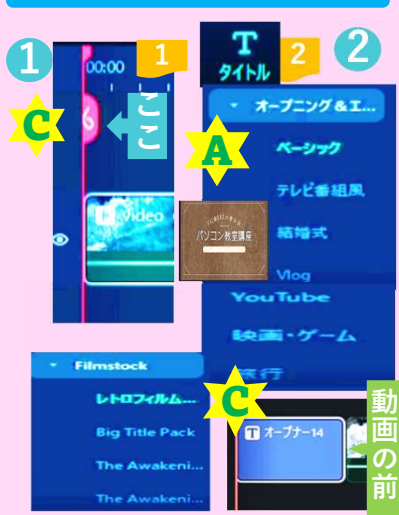 1
00:00
1
ここ
C
Video
T
タイトル
2
2
オープニング＆エ...
A
ベーシック
テレビ番組風
結婚式
Vlog
パソコン教室講座
YouTube
映画・ゲーム
旅行
Filmstock
レトロフィルム...
Big Title Pack
The Awakeni...
The Awakeni...
C
T オープナー14
動画の前